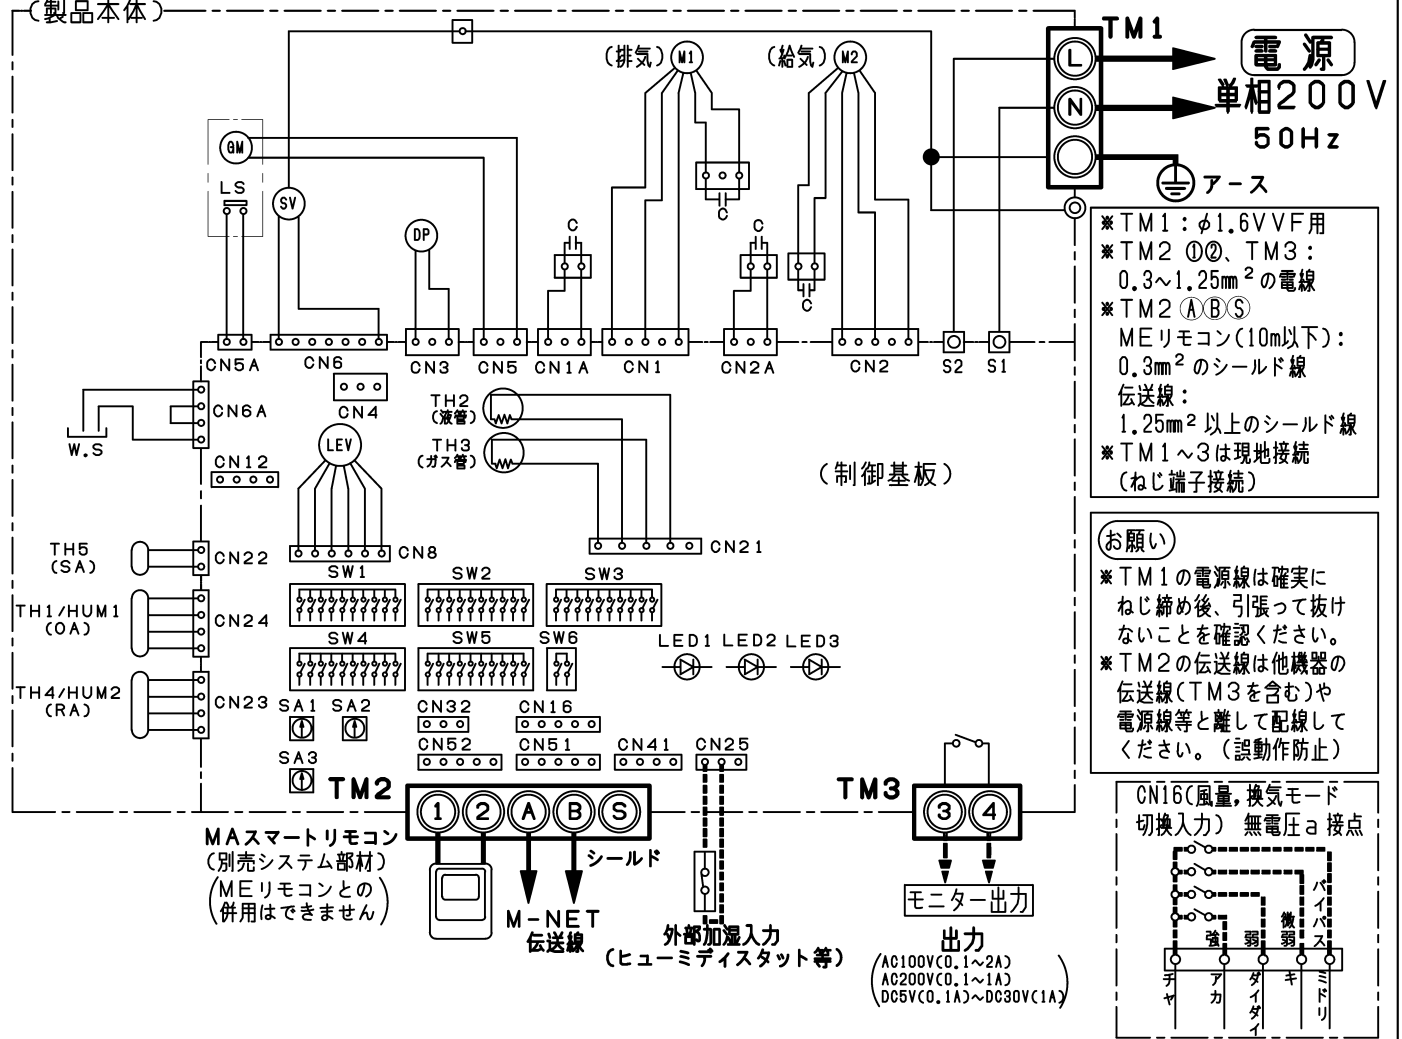 (製品本体)
TM1
電源
単相200V
50Hz
アース
L
N
(排気)
M1
(給気)
M2
GM
LS
SV
DP
C
C
C
C
CN5A
CN6
CN3
CN5
CN1A
CN1
CN2A
CN2
S2
S1
CN6A
W.S
CN4
CN12
LEV
TH2
(液管)
TH3
(ガス管)
(制御基板)
CN8
CN21
TH5
(SA)
CN22
TH1/HUM1
(OA)
CN24
TH4/HUM2
(RA)
CN23
SW1
SW2
SW3
SW4
SW5
SW6
LED1
LED2
LED3
SA1
SA2
SA3
CN32
CN16
CN52
CN51
CN41
CN25
TM2
1
2
A
B
S
TM3
3
4
MAスマートリモコン
(別売システム部材)
(MEリモコンとの
併用はできません)
シールド
M-NET
伝送線
外部加湿入力
(ヒューミディスタット等)
モニター出力
出力
(AC100V(0.1~2A)
AC200V(0.1~1A)
DC5V(0.1A)~DC30V(1A))
※TM1:φ1.6VVF用
※TM2 ①②、TM3:
0.3~1.25mm²の電線
※TM2 ⒶⒷⓈ
MEリモコン(10m以下):
0.3mm²のシールド線
伝送線:
1.25mm²以上のシールド線
※TM1~3は現地接続
(ねじ端子接続)
お願い
※TM1の電源線は確実に
ねじ締め後、引張って抜け
ないことを確認ください。
※TM2の伝送線は他機器の
伝送線(TM3を含む)や
電源線等と離して配線して
ください。(誤動作防止)
CN16(風量,換気モード
切換入力) 無電圧a接点
強
弱
微弱
バイパス
チャ
アカ
ダイダイ
キ
ミドリ